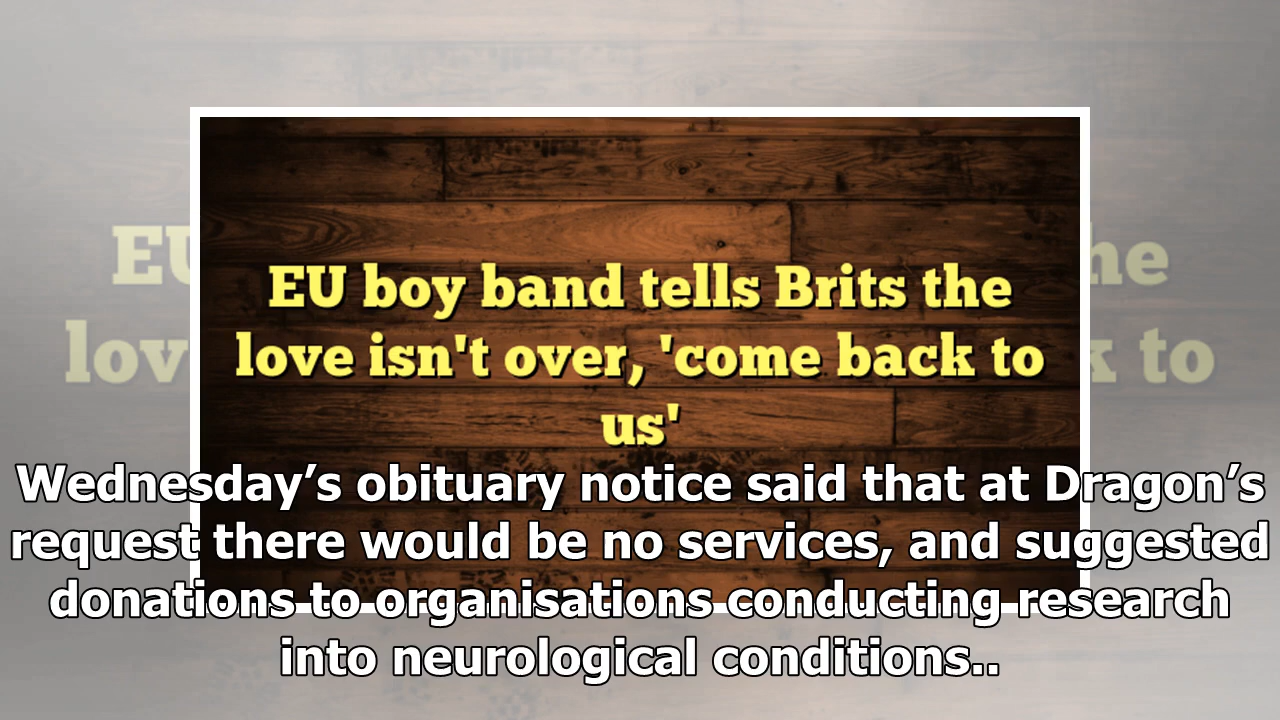 EU boy band tells Brits the
love isn't over, 'come back to
us'
Wednesday’s obituary notice said that at Dragon’s
request there would be no services, and suggested
donations to organisations conducting research
into neurological conditions..